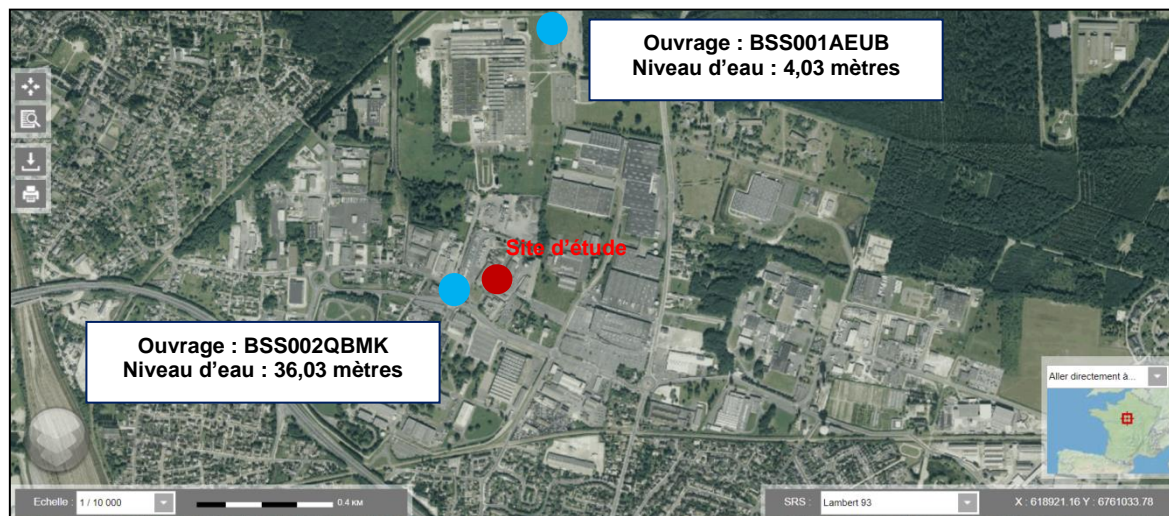 Ouvrage : BSS001AEUB
Niveau d'eau : 4,03 mètres
Site d'étude
Ouvrage : BSS002QBMK
Niveau d'eau : 36,03 mètres
Aller directement à...
Echelle : 1 / 10 000
0.4 KM
SRS : Lambert 93
X : 618921.16 Y : 6761033.78